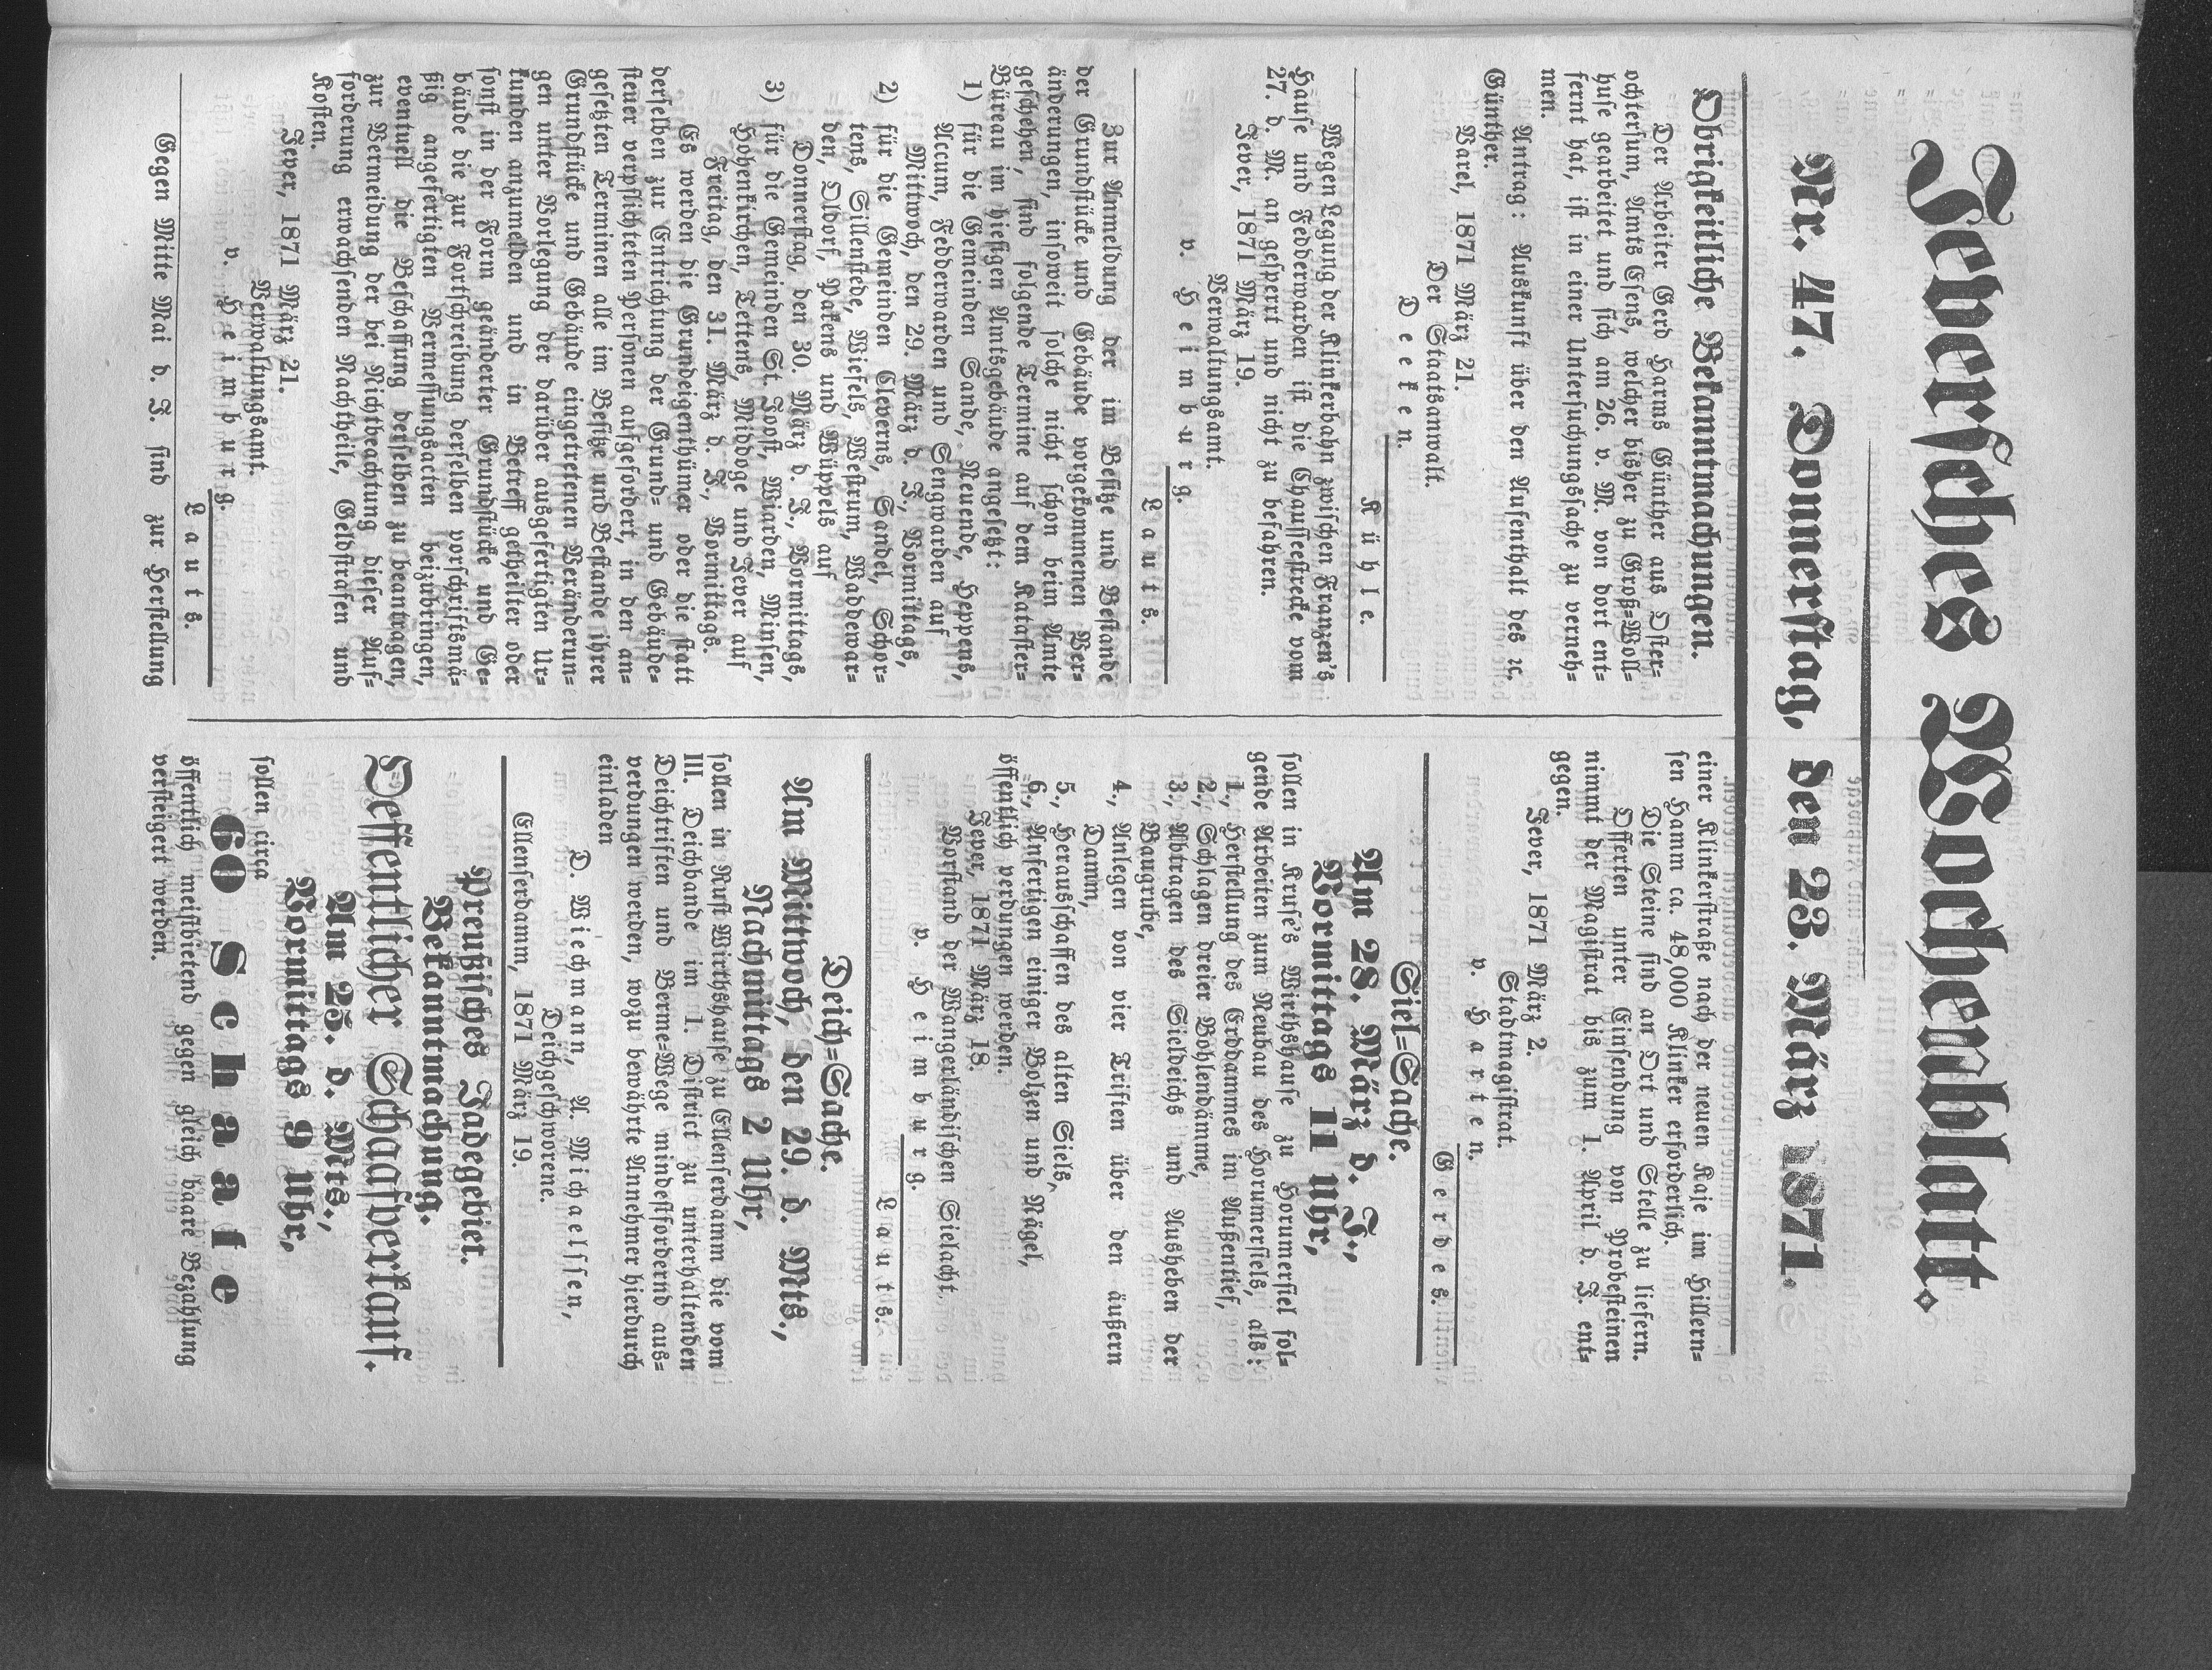 Jeversches Wochenblatt.
Nr. 47. Donnerstag, den 23. März 1871.
Obrigkeitliche Bekanntmachungen.
Der Arbeiter Gerd Harms Günther aus Oster-
ochtersum, Amts Esens, welcher bisher zu Groß-Woll-
huse gearbeitet und sich am 26. v. M. von dort ent-
fernt hat, ist in einer Untersuchungssache zu verneh-
men.
Antrag: Auskunft über den Aufenthalt des ꝛc.
Günther.
Varel, 1871 März 21.
Der Staatsanwalt.
Deeken.
Rühle.
Wegen Legung der Klinkerbahn zwischen Franzen's
Hause und Fedderwarden ist die Chausseestrecke vom
27. d. M. an gesperrt und nicht zu befahren.
Jever, 1871 März 19.
Verwaltungsamt.
v. Heimburg.
Lauts.
Zur Anmeldung der im Besitze und Bestande
der Grundstücke und Gebäude vorgekommenen Ver-
änderungen, insoweit solche nicht schon beim Amte
geschehen, sind folgende Termine auf dem Kataster-
Büreau im hiesigen Amtsgebäude angesetzt:
1) für die Gemeinden Sande, Neuende, Heppens,
Accum, Fedderwarden und Sengwarden auf
Mittwoch, den 29. März d. J., Vormittags,
2) für die Gemeinden Cleverns, Sandel, Schor-
tens, Sillenstede, Wiefels, Westrum, Waddewar-
den, Oldorf, Pakens und Wüppels auf
Donnerstag, den 30. März d. J., Vormittags,
3) für die Gemeinden St. Joost, Wiarden, Minsen,
Hohenkirchen, Tettens, Middoge und Jever auf
Freitag, den 31. März d. J., Vormittags.
Es werden die Grundeigenthümer oder die statt
derselben zur Entrichtung der Grund- und Gebäude-
steuer verpflichteten Personen aufgefordert, in den an-
gesetzten Terminen alle im Besitze und Bestande ihrer
Grundstücke und Gebäude eingetretenen Veränderun-
gen unter Vorlegung der darüber ausgefertigten Ur-
kunden anzumelden und in Betreff getheilter oder
sonst in der Form geänderter Grundstücke und Ge-
bäude die zur Fortschreibung derselben vorschriftsmä-
ßig angefertigten Vermessungsacten beizubringen,
eventuell die Beschaffung derselben zu beantragen,
zur Vermeidung der bei Nichtbeachtung dieser Auf-
forderung erwachsenden Nachtheile, Geldstrafen und
Kosten.
Jever, 1871 März 21.
Verwaltungsamt.
v. Heimburg.
Lauts.
Gegen Mitte Mai d. J. sind zur Herstellung
einer Klinkerstraße nach der neuen Kaje im Hillern-
sen Hamm ca. 48,000 Klinker erforderlich.
Die Steine sind an Ort und Stelle zu liefern.
Offerten unter Einsendung von Probesteinen
nimmt der Magistrat bis zum 1. April d. J. ent-
gegen.
Jever, 1871 März 2.
Stadtmagistrat.
v. Harten.
Gerdes.
Siel-Sache.
Am 28. März d. J.,
Vormittags 11 Uhr,
sollen in Kruse's Wirthshause zu Horumersiel fol-
gende Arbeiten zum Neubau des Horumersiels, als:
1., Herstellung des Erddammes im Außentief,
2., Schlagen dreier Bohlendämme,
3., Abtragen des Sieldeichs und Ausheben der
Baugrube,
4., Anlegen von vier Triften über den äußern
Damm,
5., Herausschaffen des alten Siels,
6., Anfertigen einiger Bolzen und Nägel,
öffentlich verdungen werden.
Jever, 1871 März 18.
Vorstand der Wangerländischen Sielacht
v. Heimburg.
Lauts.
Deich-Sache.
Am Mittwoch, den 29. d. Mts.,
Nachmittags 2 Uhr,
sollen in Rust Wirthshause zu Ellenserdamm die vom
III. Deichbande im 1. District zu unterhaltenden
Deichtriften und Berme-Wege mindestfordernd aus-
verdungen werden, wozu bewährte Annehmer hierdurch
einladen
D. Wiechmann, A. Michaelssen,
Deichgeschworene.
Ellenserdamm, 1871 März 19.
Preußisches Jadegebiet.
Bekanntmachung.
Oeffentlicher Schafverkauf.
Am 25. d. Mts.,
Vormittags 9 Uhr,
sollen circa
60 Schaafe
öffentlich meistbietend gegen gleich baare Bezahlung
versteigert werden.